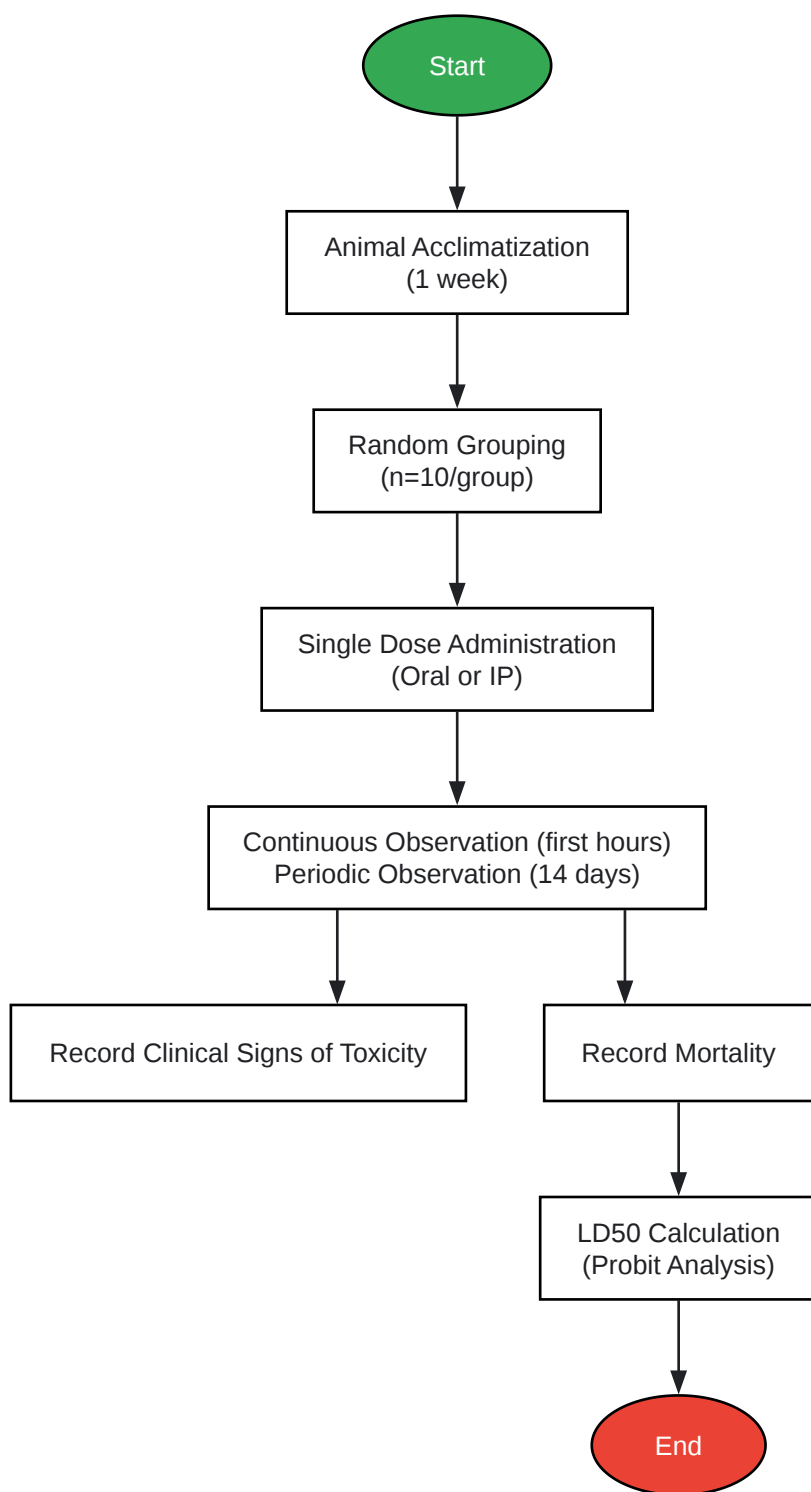 Start
Animal Acclimatization
(1 week)
Random Grouping
(n=10/group)
Single Dose Administration
(Oral or IP)
Continuous Observation (first hours)
Periodic Observation (14 days)
Record Clinical Signs of Toxicity
Record Mortality
LD50 Calculation
(Probit Analysis)
End